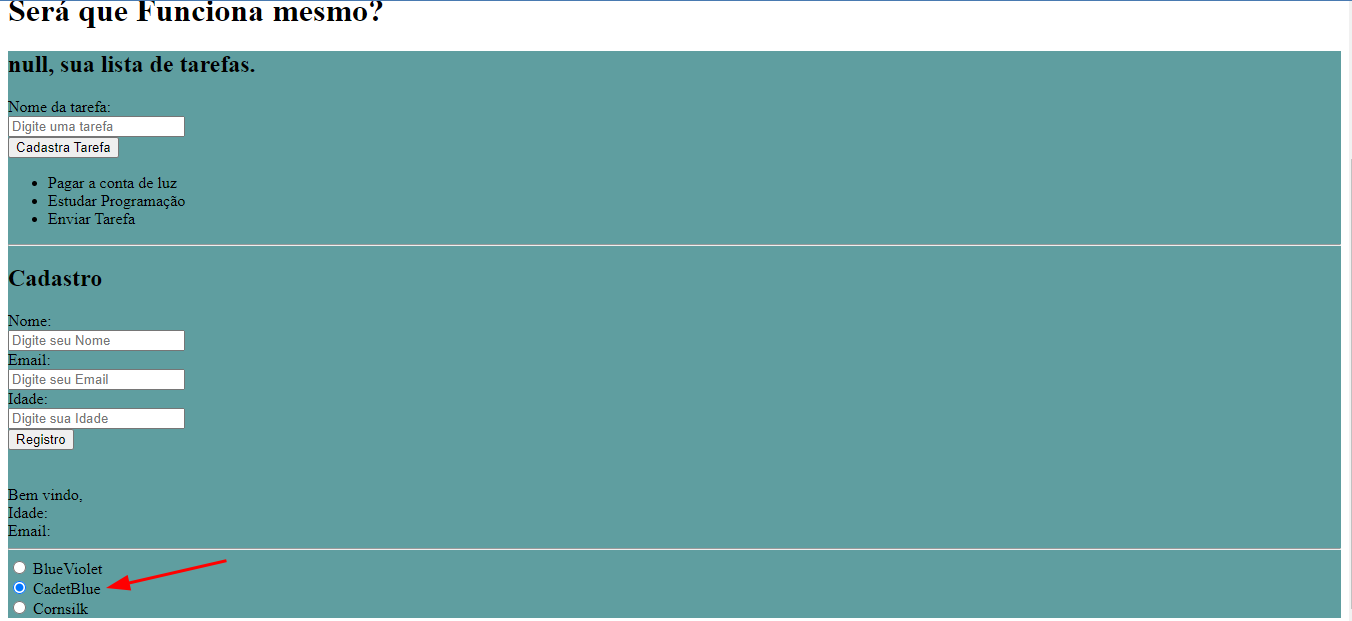 Será que Funciona mesmo?
null, sua lista de tarefas.
Nome da tarefa:
Digite uma tarefa
Cadastra Tarefa
Pagar a conta de luz
Estudar Programação
Enviar Tarefa
Cadastro
Nome:
Digite seu Nome
Email:
Digite seu Email
Idade:
Digite sua Idade
Registro
Bem vindo,
Idade:
Email:
BlueViolet
CadetBlue
Cornsilk